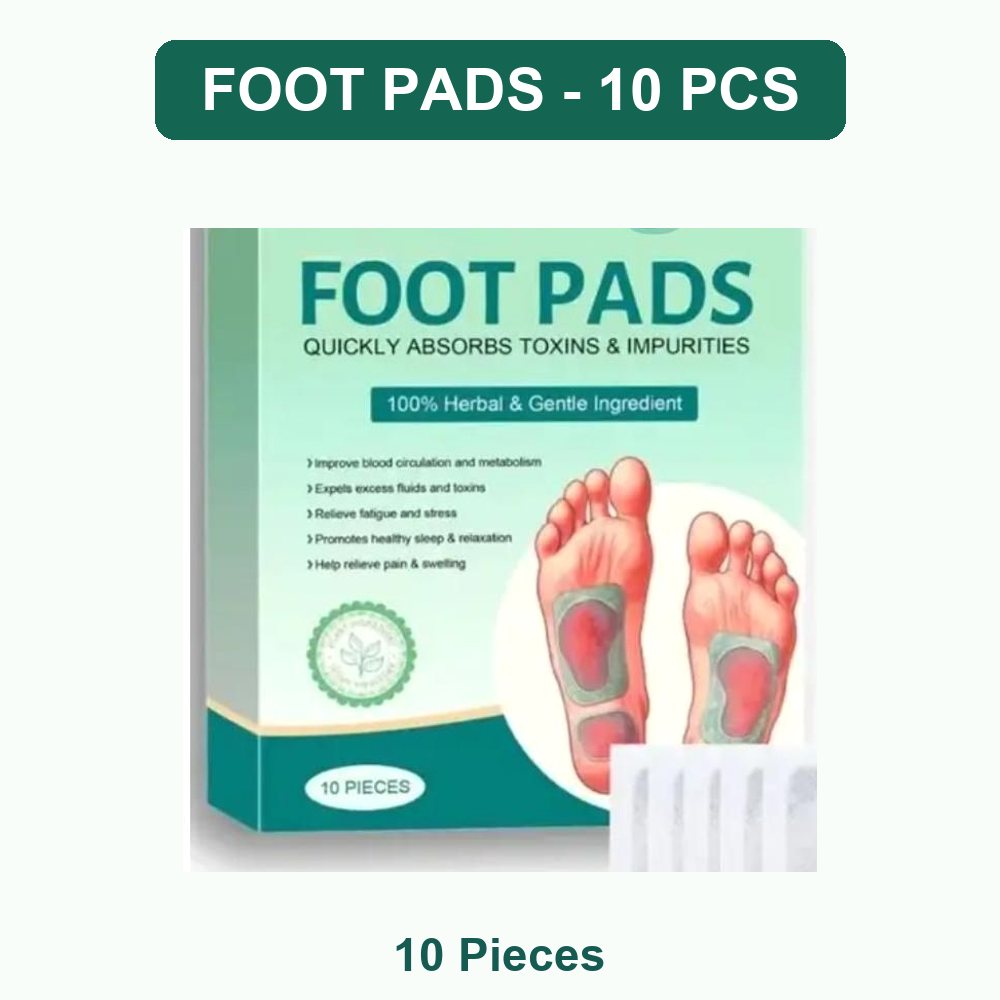 FOOT PADS - 10 PCS
FOOT PADS
QUICKLY ABSORBS TOXINS & IMPURITIES
100% Herbal & Gentle Ingredient
Improve blood circulation and metabolism
Expels excess fluids and toxins
Relieve fatigue and stress
Promotes healthy sleep & relaxation
Help relieve pain & swelling
10 PIECES
10 Pieces